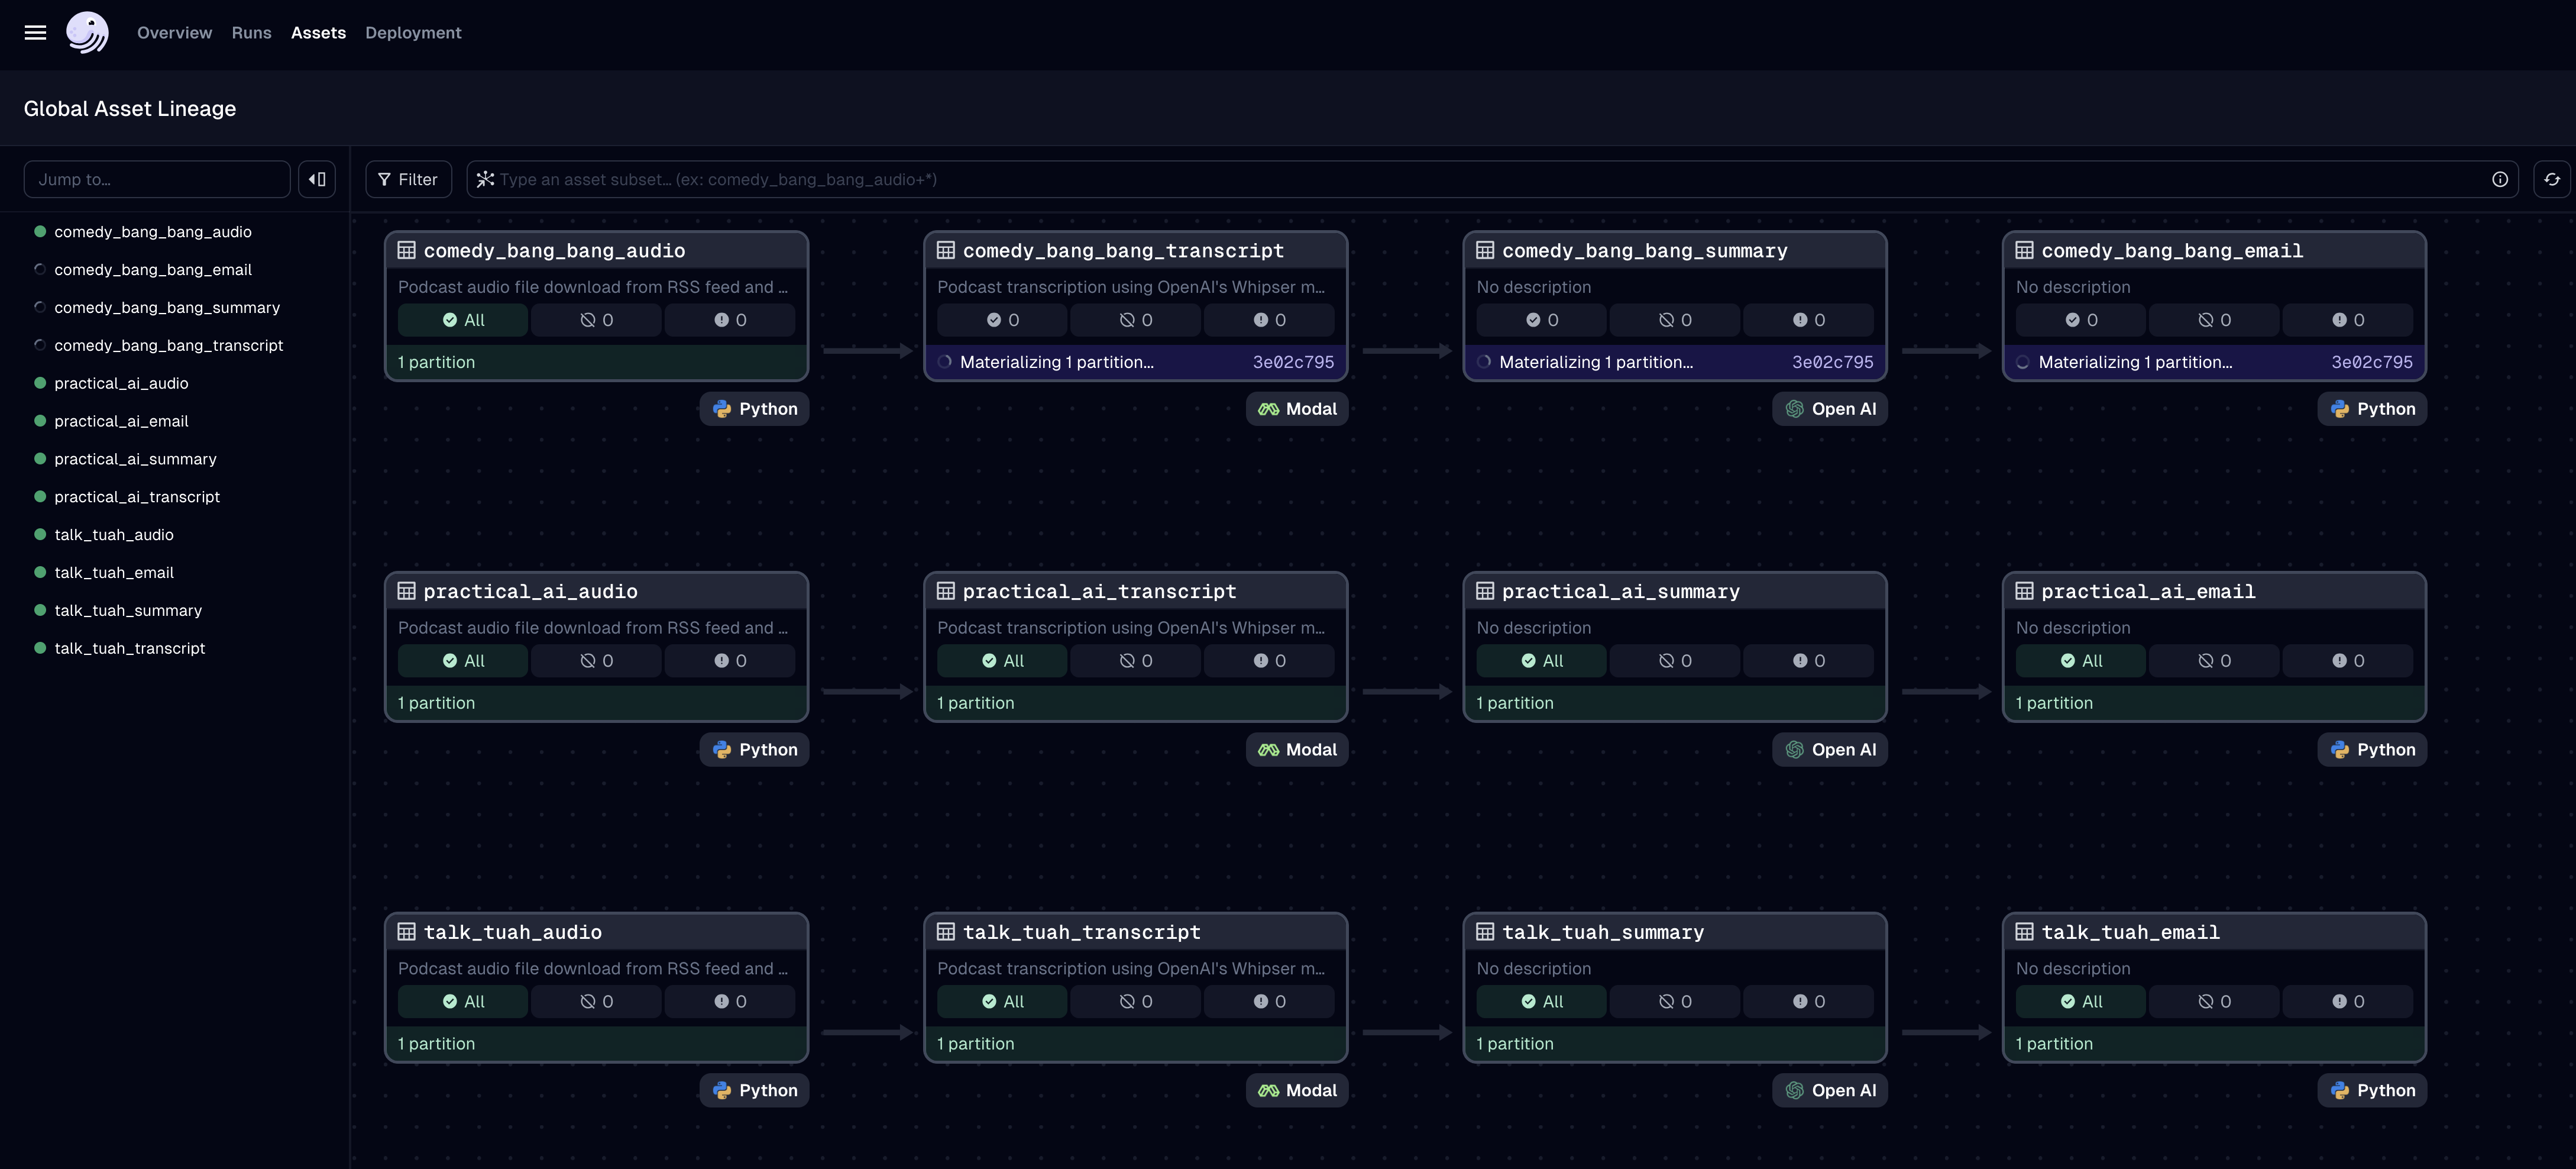 Overview Runs Assets Deployment
Global Asset Lineage
Jump to…
Filter
Type an asset subset… (ex: comedy_bang_bang_audio+*)
comedy_bang_bang_audio
comedy_bang_bang_email
comedy_bang_bang_summary
comedy_bang_bang_transcript
practical_ai_audio
practical_ai_email
practical_ai_summary
practical_ai_transcript
talk_tuah_audio
talk_tuah_email
talk_tuah_summary
talk_tuah_transcript
comedy_bang_bang_audio
Podcast audio file download from RSS feed and …
All 0 0
1 partition
Python
comedy_bang_bang_transcript
Podcast transcription using OpenAI's Whipser m…
0 0 0
Materializing 1 partition… 3e02c795
Modal
comedy_bang_bang_summary
No description
0 0 0
Materializing 1 partition… 3e02c795
Open AI
comedy_bang_bang_email
No description
0 0 0
Materializing 1 partition… 3e02c795
Python
practical_ai_audio
Podcast audio file download from RSS feed and …
All 0 0
1 partition
Python
practical_ai_transcript
Podcast transcription using OpenAI's Whipser m…
All 0 0
1 partition
Modal
practical_ai_summary
No description
All 0 0
1 partition
Open AI
practical_ai_email
No description
All 0 0
1 partition
Python
talk_tuah_audio
Podcast audio file download from RSS feed and …
All 0 0
1 partition
Python
talk_tuah_transcript
Podcast transcription using OpenAI's Whipser m…
All 0 0
1 partition
Modal
talk_tuah_summary
No description
All 0 0
1 partition
Open AI
talk_tuah_email
No description
All 0 0
1 partition
Python